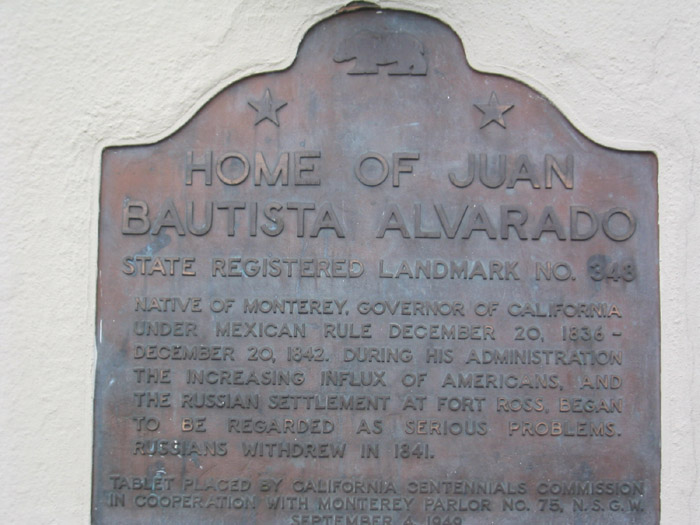 HOME OF JUAN
BAUTISTA ALVARADO
STATE REGISTERED LANDMARK NO. 348
NATIVE OF MONTEREY, GOVERNOR OF CALIFORNIA
UNDER MEXICAN RULE DECEMBER 20, 1836 -
DECEMBER 20, 1842. DURING HIS ADMINISTRATION
THE INCREASING INFLUX OF AMERICANS, AND
THE RUSSIAN SETTLEMENT AT FORT ROSS, BEGAN
TO BE REGARDED AS SERIOUS PROBLEMS.
RUSSIANS WITHDREW IN 1841.
TABLET PLACED BY CALIFORNIA CENTENNIALS COMMISSION
IN COOPERATION WITH MONTEREY PARLOR NO. 75, N.S.G.W.
SEPTEMBER 6, 1949